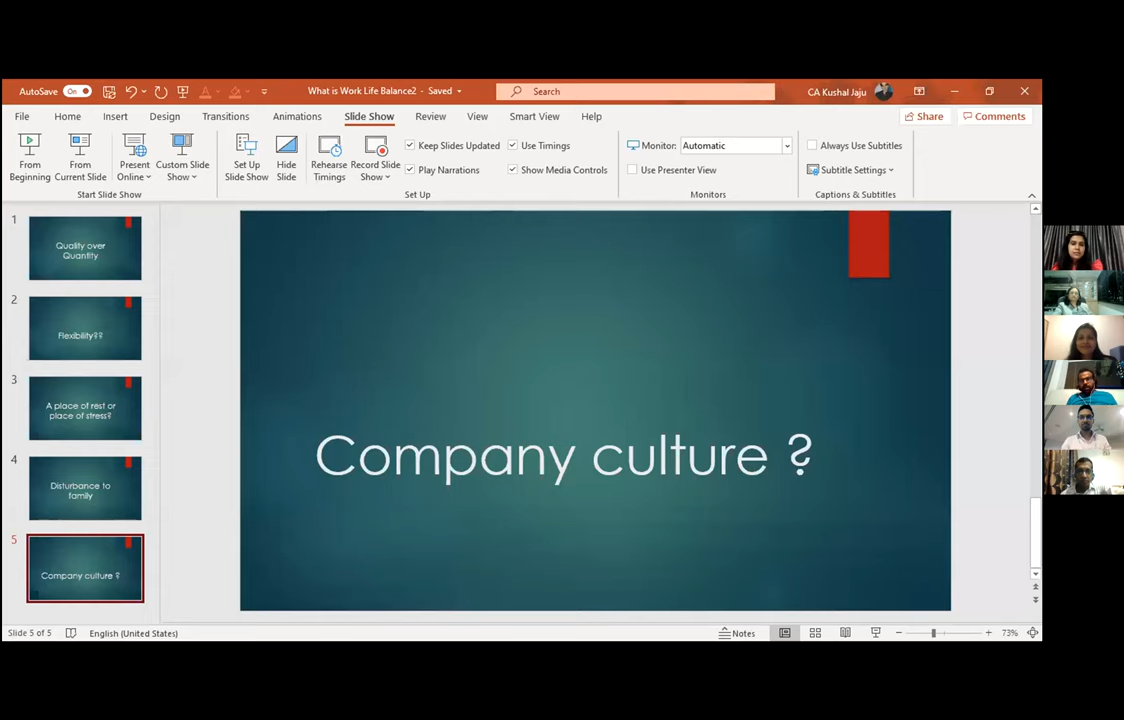 AutoSave On What is Work Life Balance2 - Saved Search CA Kushal Jaju
File Home Insert Design Transitions Animations Slide Show Review View Smart View Help Share Comments
From Beginning
From Current Slide
Present Online
Custom Slide Show
Start Slide Show
Set Up Slide Show
Hide Slide
Rehearse Timings
Record Slide Show
Keep Slides Updated
Play Narrations
Use Timings
Show Media Controls
Set Up
Monitor: Automatic
Use Presenter View
Monitors
Always Use Subtitles
Subtitle Settings
Captions & Subtitles
1
Quality over
Quantity
2
Flexibility??
3
A place of rest or
place of stress?
4
Disturbance to
family
5
Company culture ?
Company culture ?
Slide 5 of 5 English (United States) Notes 73%